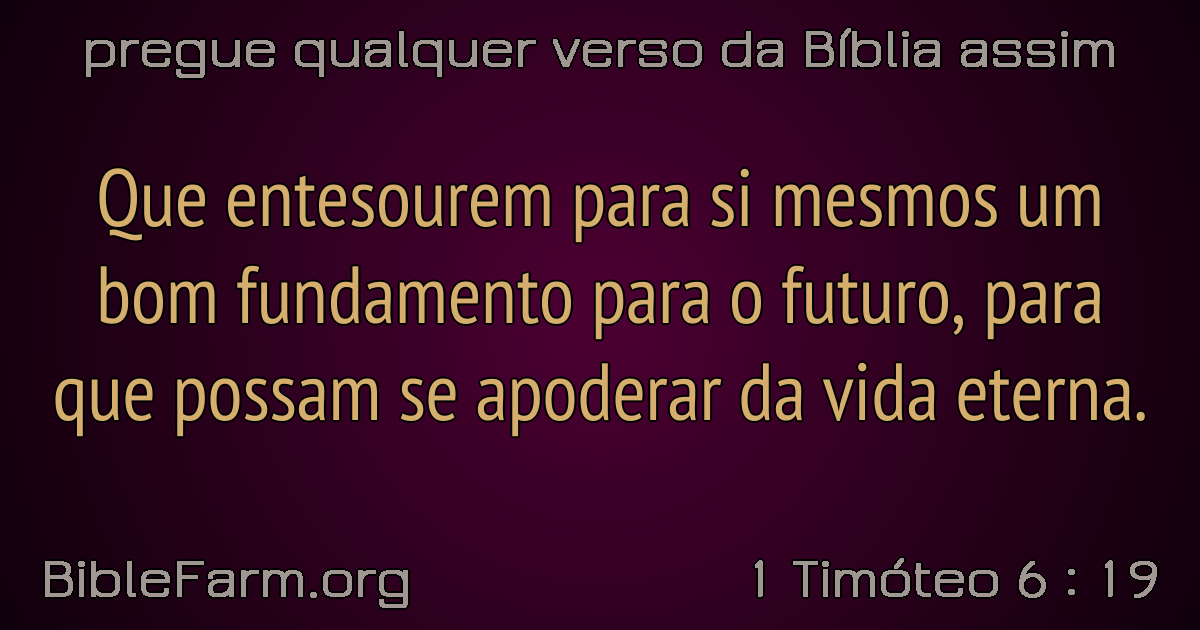 pregue qualquer verso da Bíblia assim
Que entesourem para si mesmos um
bom fundamento para o futuro, para
que possam se apoderar da vida eterna.
BibleFarm.org
1 Timóteo 6 : 19